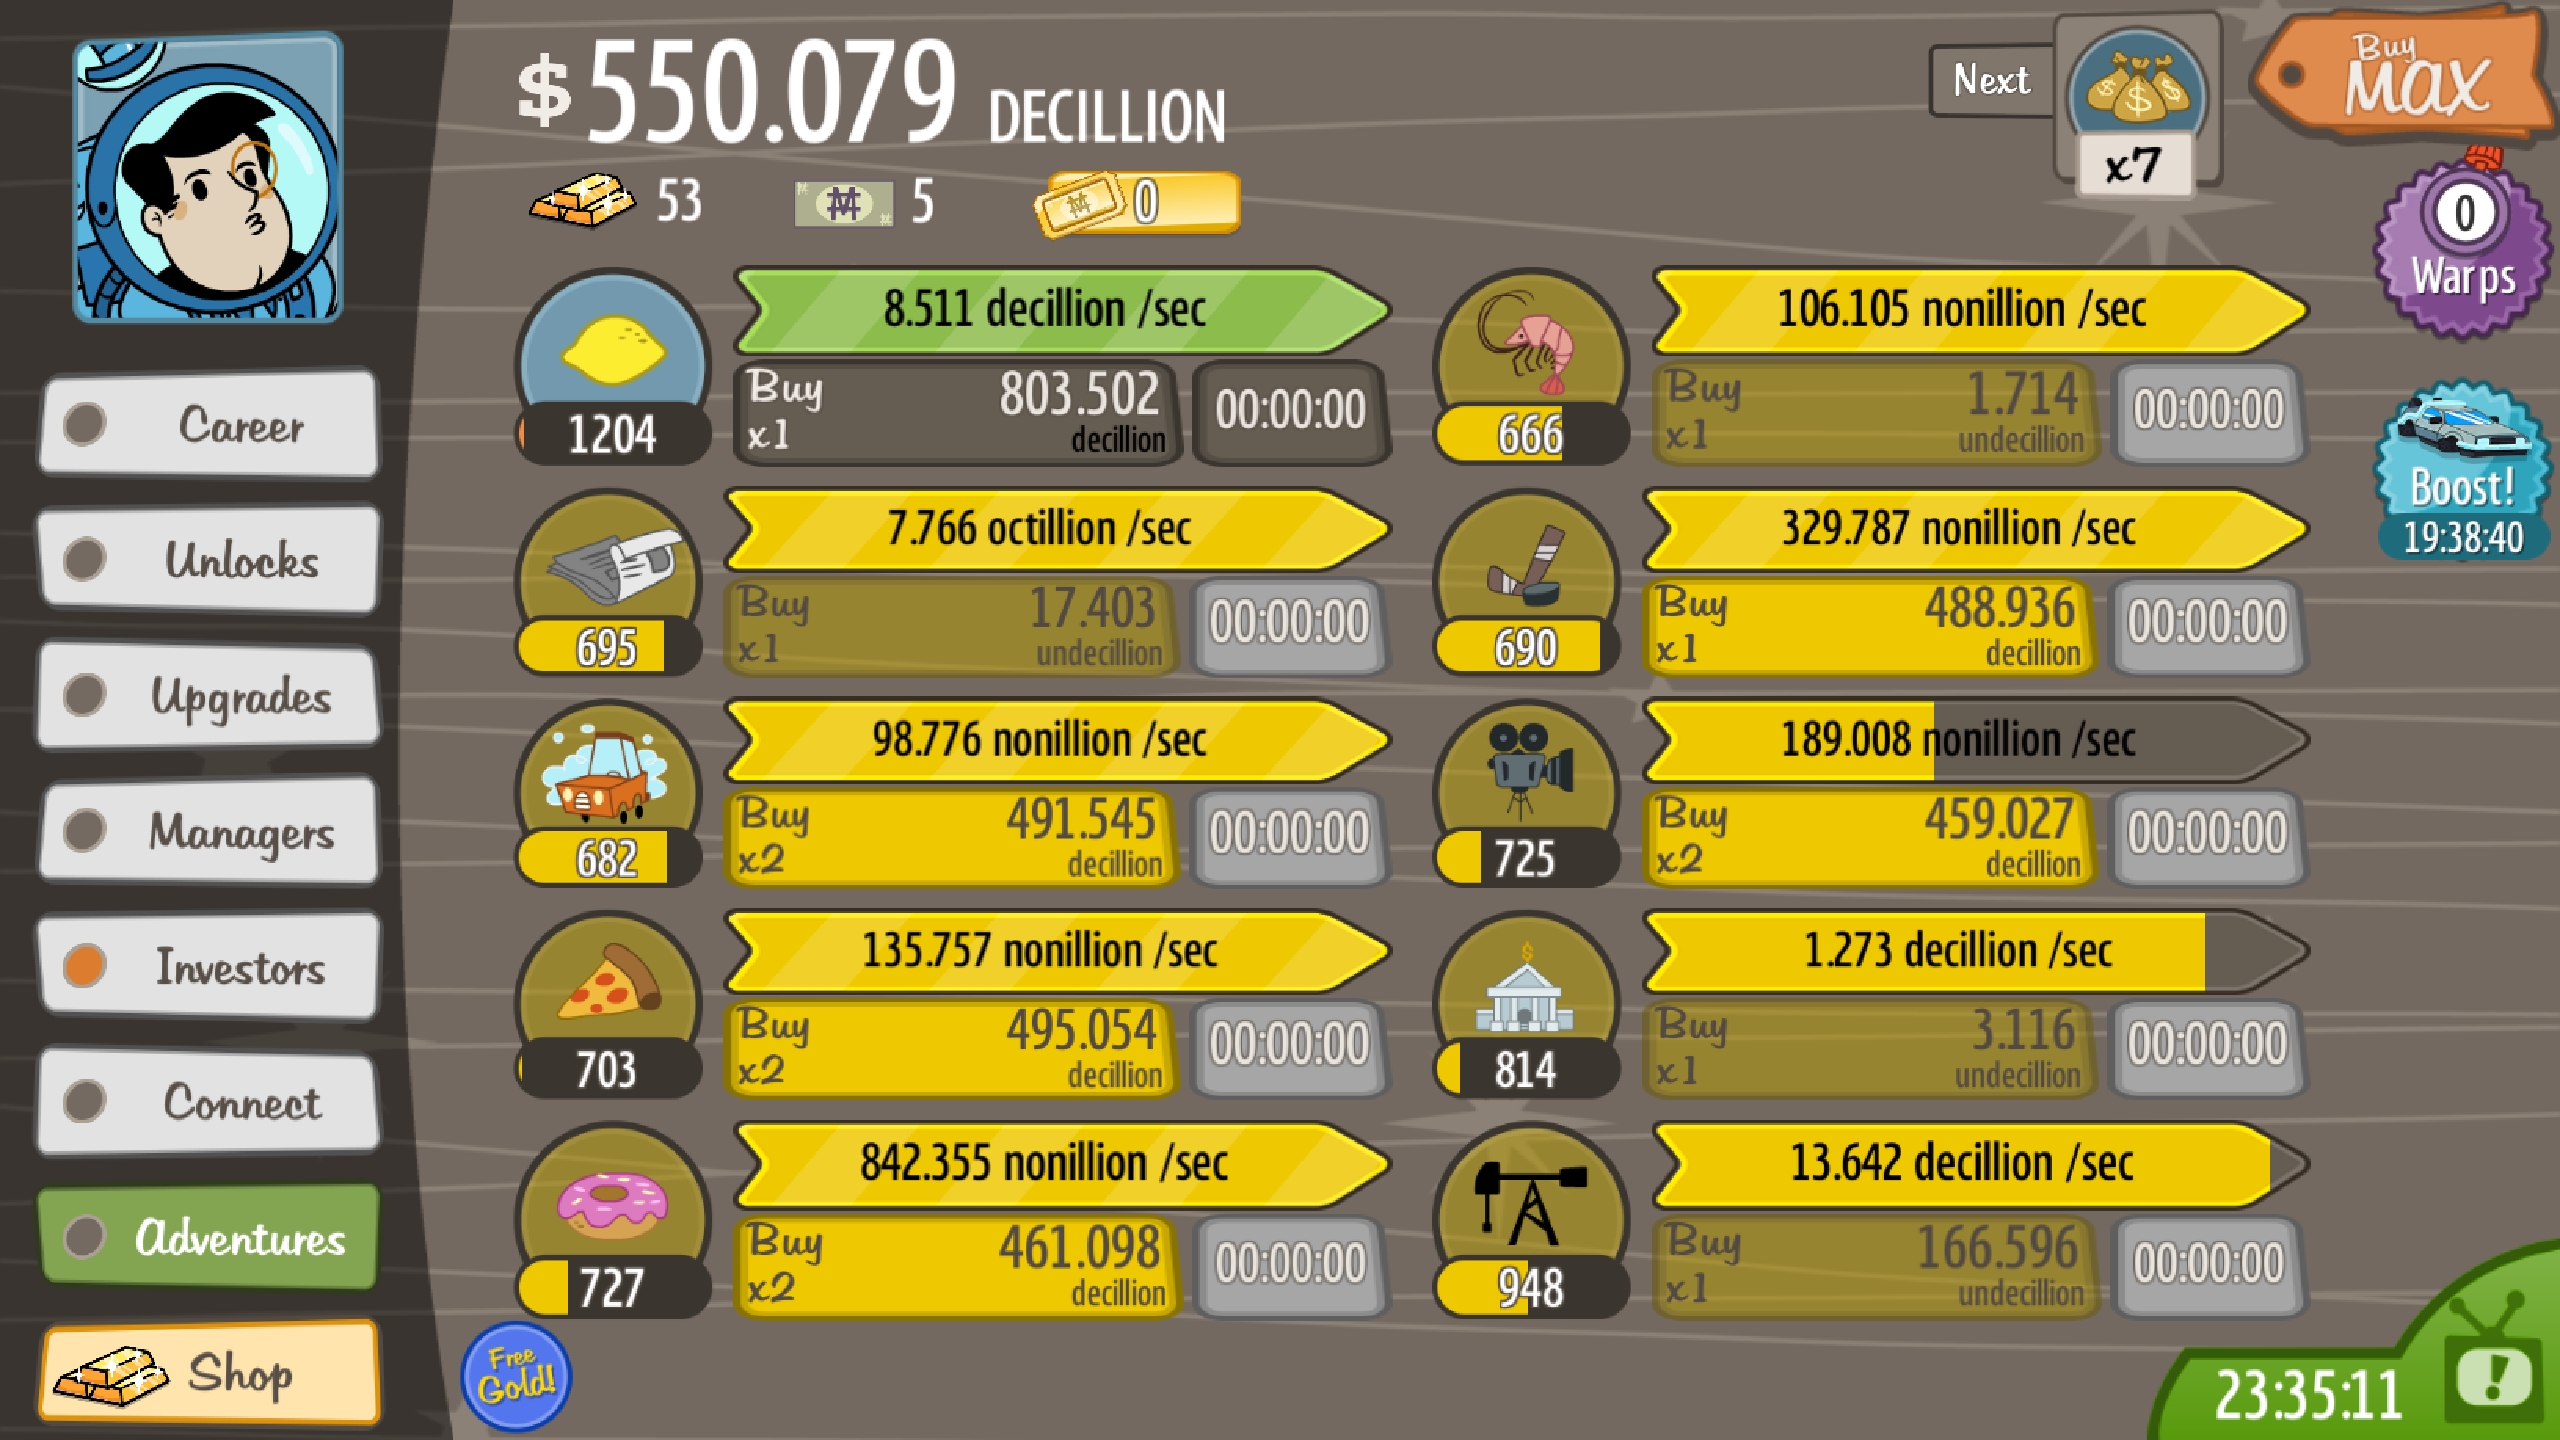 $550.079 DECILLION
53
5
0
Next
x7
Buy
MAX
0
Warps
Boost!
19:38:40
Career
Unlocks
Upgrades
Managers
Investors
Connect
Adventures
Shop
8.511 decillion /sec
1204
Buy
x1
803.502
decillion
00:00:00
7.766 octillion /sec
695
Buy
x1
17.403
undecillion
00:00:00
98.776 nonillion /sec
682
Buy
x2
491.545
decillion
00:00:00
135.757 nonillion /sec
703
Buy
x2
495.054
decillion
00:00:00
842.355 nonillion /sec
727
Buy
x2
461.098
decillion
00:00:00
106.105 nonillion /sec
666
Buy
x1
1.714
undecillion
00:00:00
329.787 nonillion /sec
690
Buy
x1
488.936
decillion
00:00:00
189.008 nonillion /sec
725
Buy
x2
459.027
decillion
00:00:00
1.273 decillion /sec
814
Buy
x1
3.116
undecillion
00:00:00
13.642 decillion /sec
948
Buy
x1
166.596
undecillion
00:00:00
Free
Gold!
23:35:11